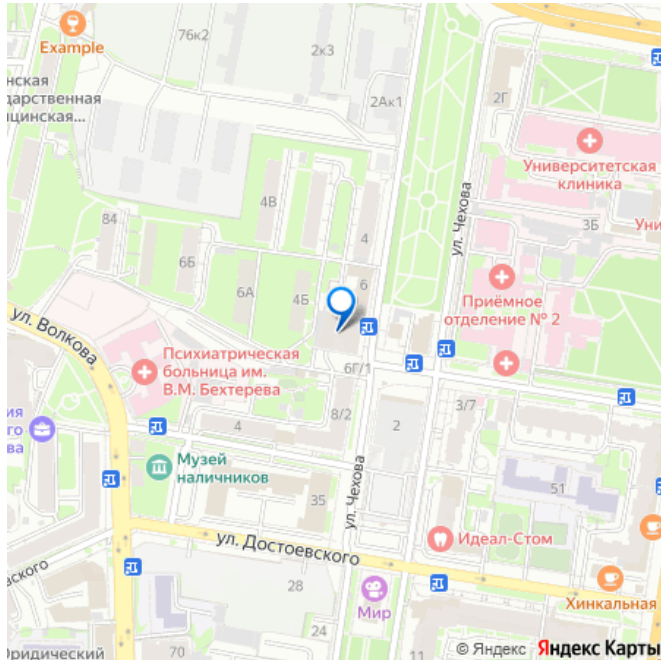 76к2
Example
2к3
нская
дарственная
ицинская...
2Ак1
2Г
Университетская
клиника
ул. Чехова
4В
4
3Б
Уни
84
6Б
6А
4Б
6
Приёмное
отделение № 2
ул. Волкова
Психиатрическая
больница им.
В.М. Бехтерева
6Г/1
8/2
3/7
2
4
ия
го
ва
Музей
наличников
35
ул. Чехова
51
ул. Достоевского
Идеал-Стом
вского
28
Мир
Хинкальная
24
Юридический
70
11
© Яндекс Яндекс Карты